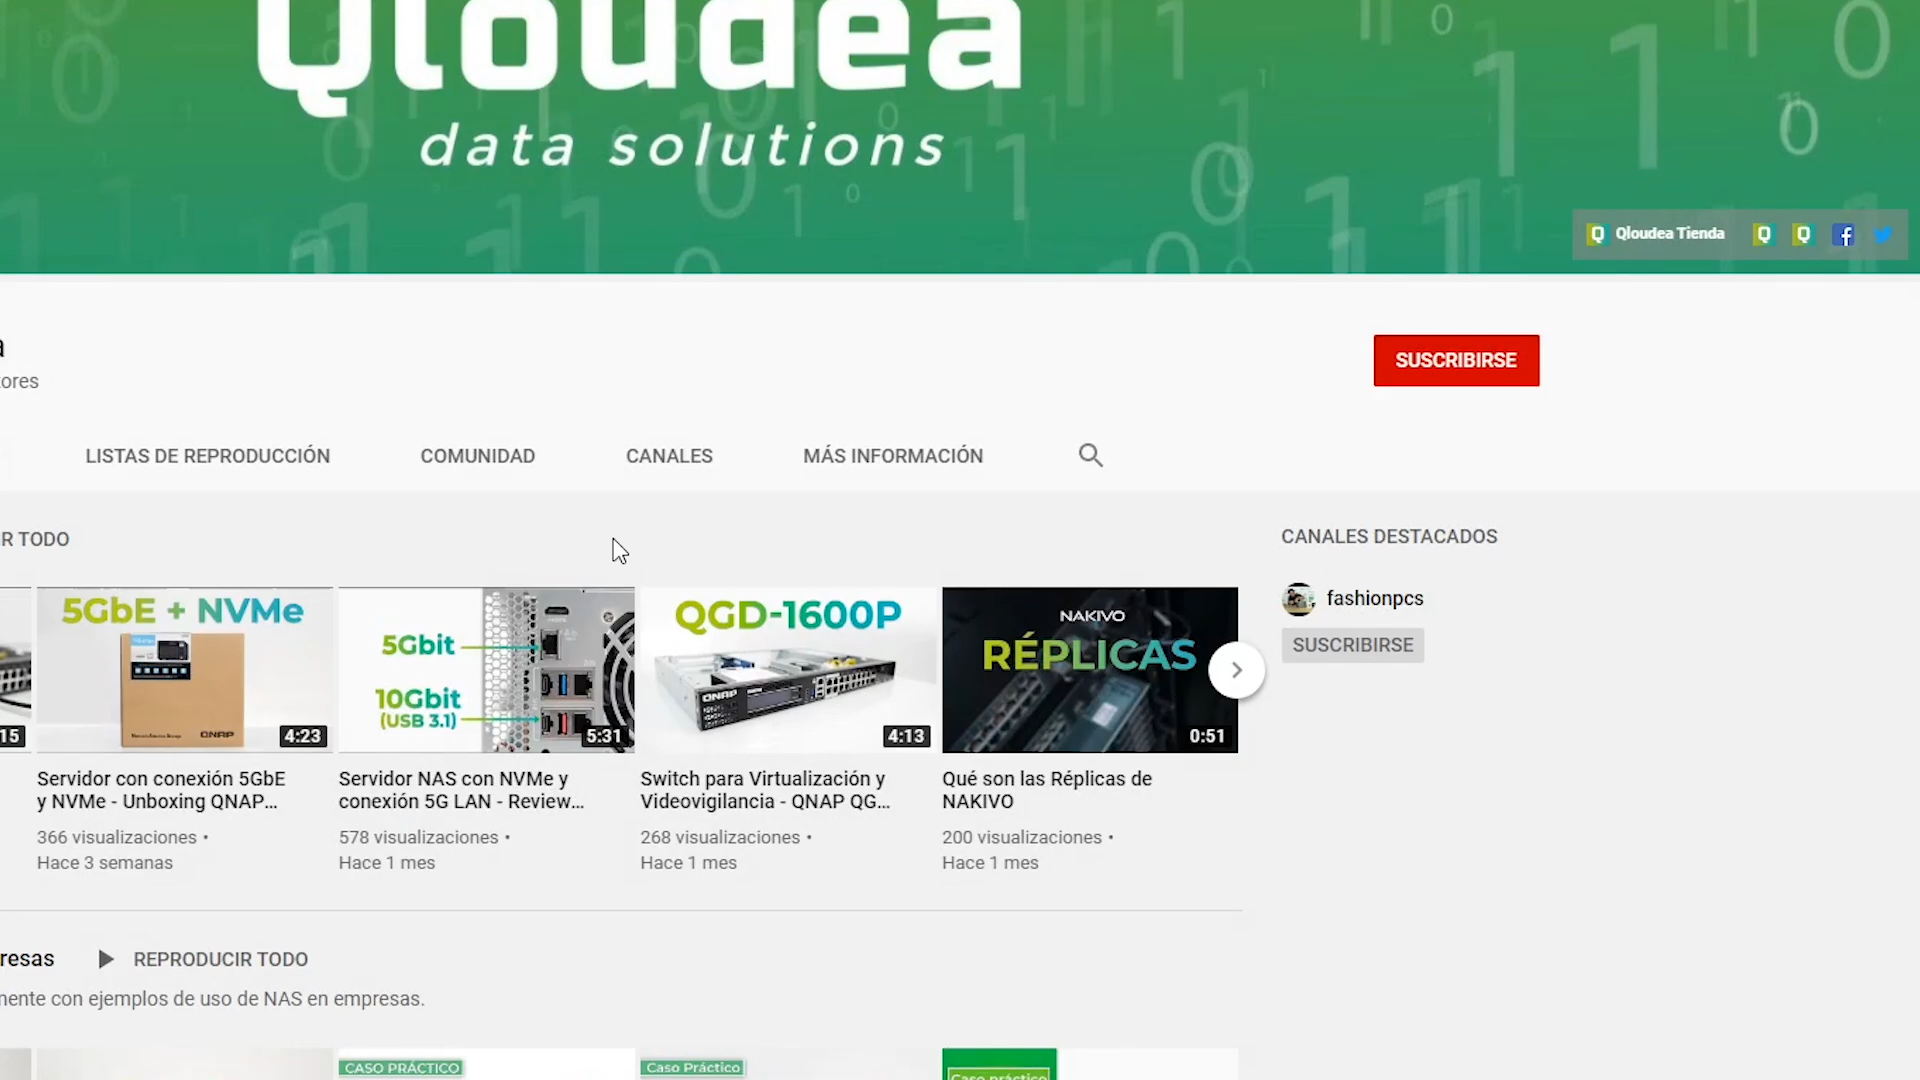 Qloudea
data solutions
Qloudea Tienda
SUSCRIBIRSE
LISTAS DE REPRODUCCIÓN
COMUNIDAD
CANALES
MÁS INFORMACIÓN
R TODO
CANALES DESTACADOS
fashionpcs
SUSCRIBIRSE
15
5GbE + NVMe
QNAP
4:23
5Gbit
10Gbit
(USB 3.1)
5:31
QGD-1600P
QNAP
4:13
NAKIVO
RÉPLICAS
0:51
Servidor con conexión 5GbE
y NVMe - Unboxing QNAP...
366 visualizaciones •
Hace 3 semanas
Servidor NAS con NVMe y
conexión 5G LAN - Review...
578 visualizaciones •
Hace 1 mes
Switch para Virtualización y
Videovigilancia - QNAP QG...
268 visualizaciones •
Hace 1 mes
Qué son las Réplicas de
NAKIVO
200 visualizaciones •
Hace 1 mes
resas
REPRODUCIR TODO
mente con ejemplos de uso de NAS en empresas.
CASO PRÁCTICO
Caso Práctico
Caso práctico